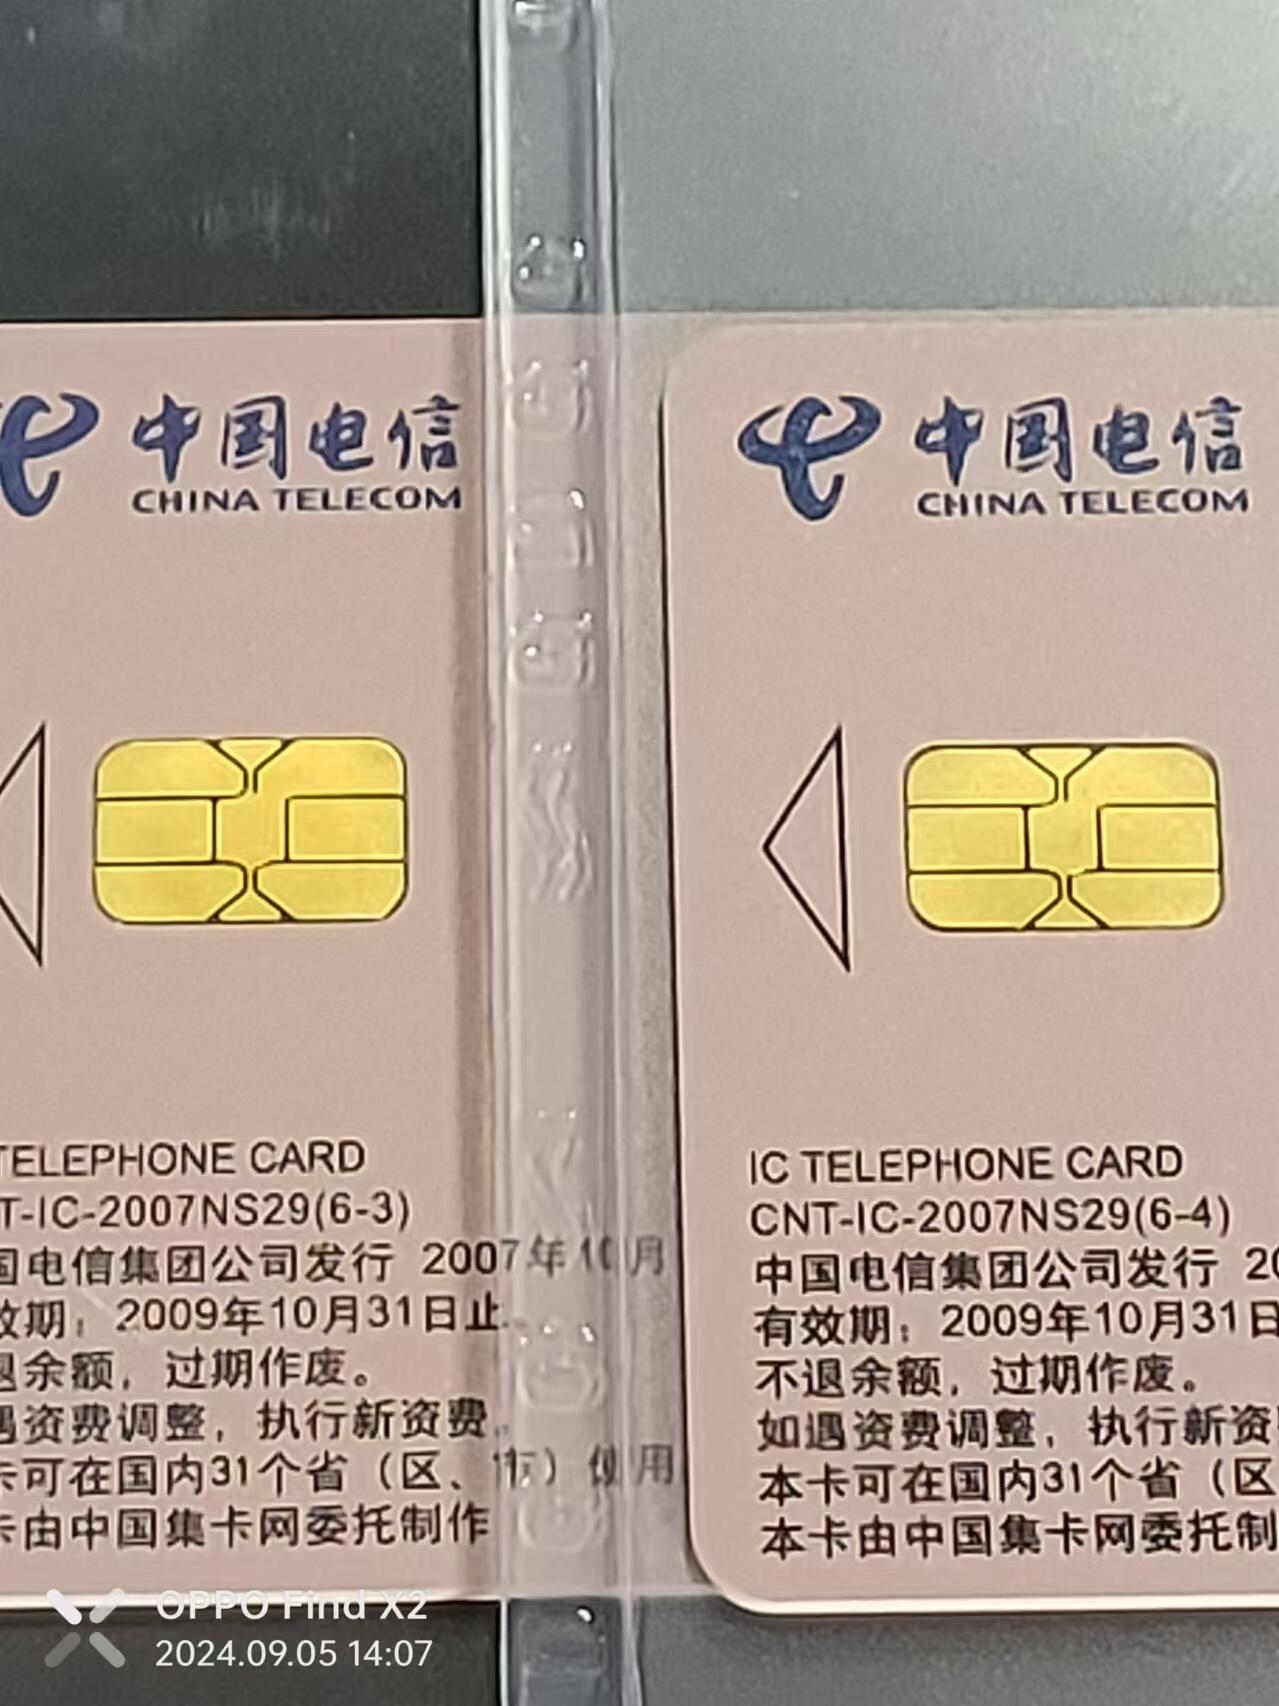 中国电信
CHINA TELECOM
TELEPHONE CARD
T-IC-2007NS29(6-3)
国电信集团公司发行 2007年10月
效期：2009年10月31日止.
退余额，过期作废。
遇资费调整，执行新资费.
卡可在国内31个省（区、市）使用
卡由中国集卡网委托制作
中国电信
CHINA TELECOM
IC TELEPHONE CARD
CNT-IC-2007NS29(6-4)
中国电信集团公司发行 20
有效期：2009年10月31日
不退余额，过期作废。
如遇资费调整，执行新资
本卡可在国内31个省（区
本卡由中国集卡网委托制
OPPO Find X2
2024.09.05 14:07